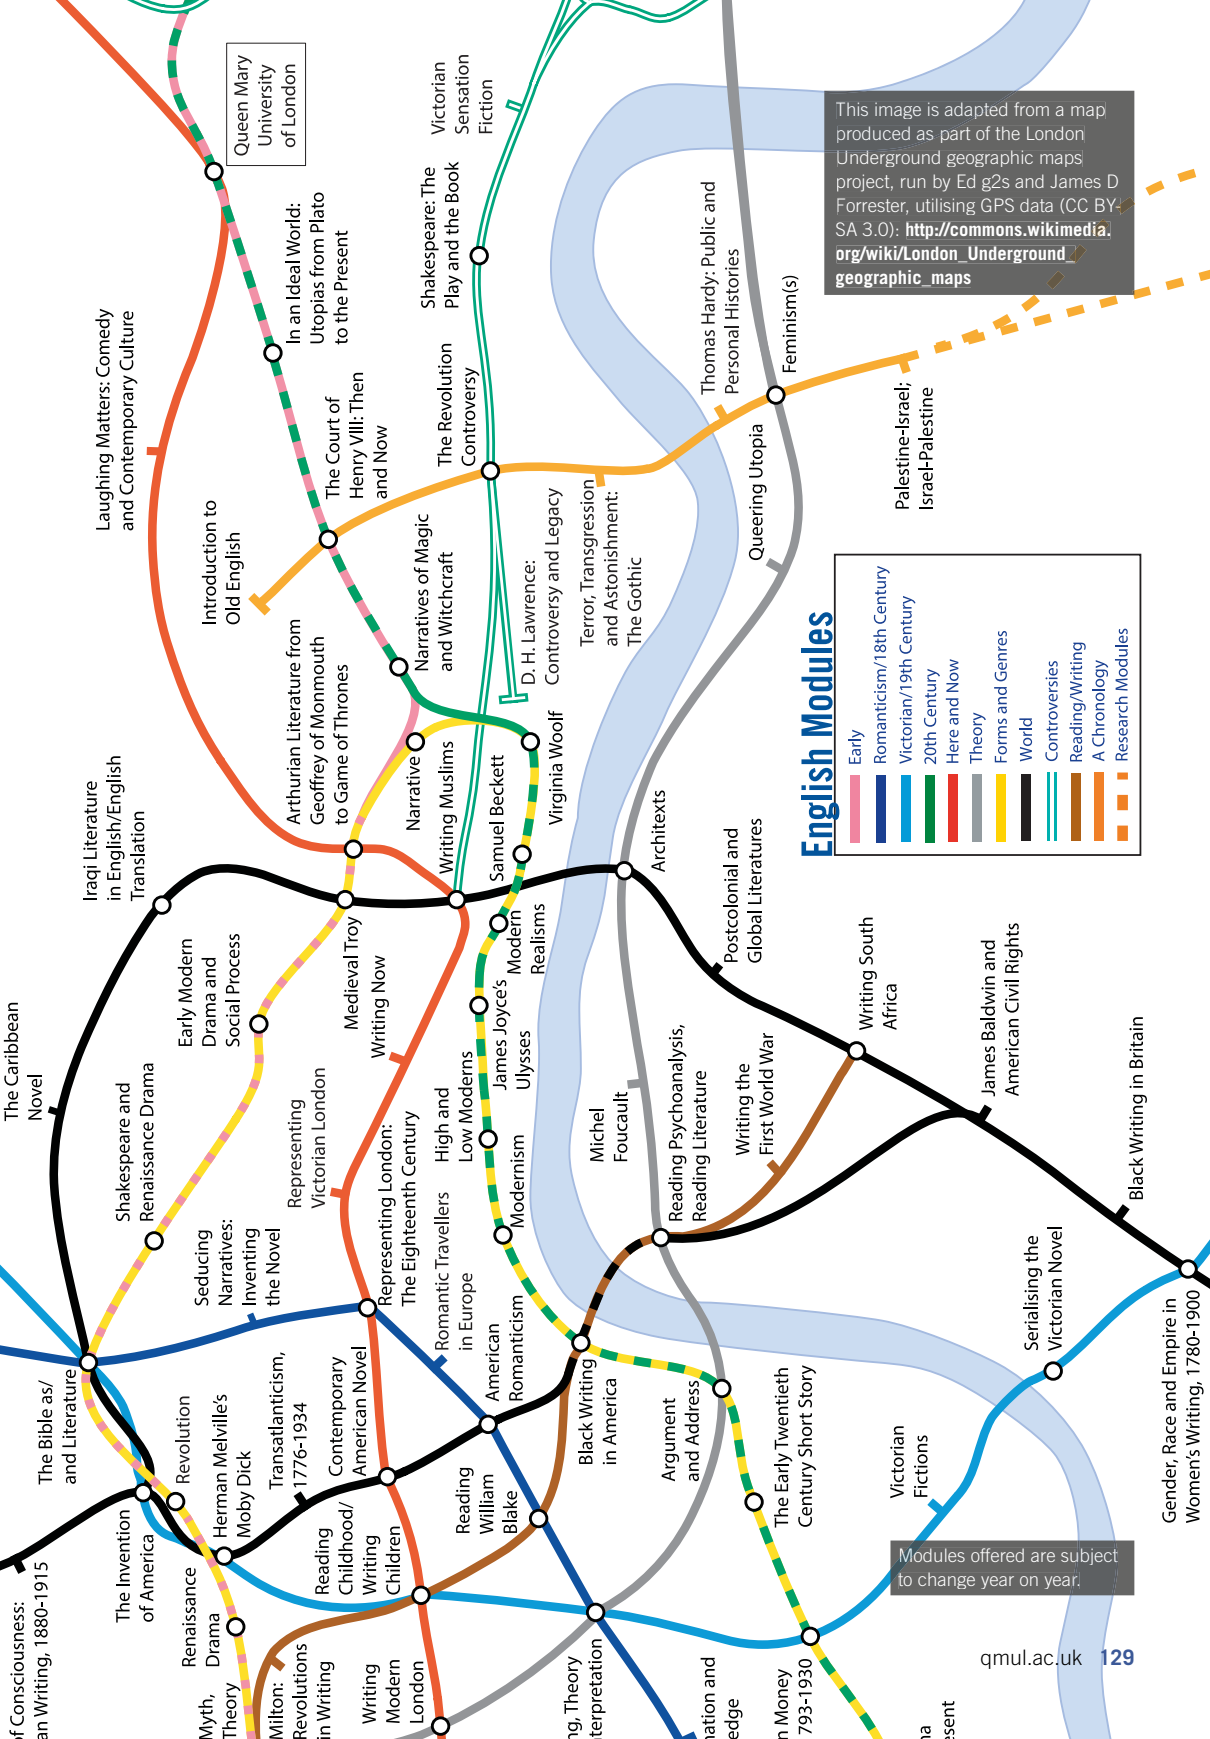 Queen Mary
University
of London
Victorian
Sensation
Fiction
This image is adapted from a map
produced as part of the London
Underground geographic maps
project, run by Ed g2s and James D
Forrester, utilising GPS data (CC BY-
SA 3.0): http://commons.wikimedia.
org/wiki/London_Underground_
geographic_maps
Shakespeare: The
Play and the Book
In an Ideal World:
Utopias from Plato
to the Present
Thomas Hardy: Public and
Personal Histories
Feminism(s)
Laughing Matters: Comedy
and Contemporary Culture
The Court of
Henry VIII: Then
and Now
The Revolution
Controversy
Palestine-Israel;
Israel-Palestine
Introduction to
Old English
Narratives of Magic
and Witchcraft
D. H. Lawrence:
Controversy and Legacy
Terror, Transgression
and Astonishment:
The Gothic
Queering Utopia
Arthurian Literature from
Geoffrey of Monmouth
to Game of Thrones
Narrative
Writing Muslims
Samuel Beckett
Virginia Woolf
English Modules
Early
Romanticism/18th Century
Victorian/19th Century
20th Century
Here and Now
Theory
Forms and Genres
World
Controversies
Reading/Writing
A Chronology
Research Modules
Iraqi Literature
in English/English
Translation
Architexts
Postcolonial and
Global Literatures
Early Modern
Drama and
Social Process
Medieval Troy
Writing Now
Modern
Realisms
James Joyce's
Ulysses
Writing South
Africa
James Baldwin and
American Civil Rights
The Caribbean
Novel
Shakespeare and
Renaissance Drama
Representing
Victorian London
High and
Low Moderns
Michel
Foucault
Reading Psychoanalysis,
Reading Literature
Writing the
First World War
Black Writing in Britain
Seducing
Narratives:
Inventing
the Novel
Representing London:
The Eighteenth Century
Romantic Travellers
in Europe
Modernism
Serialising the
Victorian Novel
Gender, Race and Empire in
Women's Writing, 1780-1900
The Bible as/
and Literature
Revolution
Herman Melville's
Moby Dick
Transatlanticism,
1776-1934
Contemporary
American Novel
American
Romanticism
Black Writing
in America
Argument
and Address
The Early Twentieth
Century Short Story
Victorian
Fictions
The Invention
of America
Reading
Childhood/
Writing
Children
Reading
William
Blake
of Consciousness:
an Writing, 1880-1915
Renaissance
Drama
Myth,
Theory
Milton:
Revolutions
in Writing
Writing
Modern
London
Theory
Money
793-1930
Modules offered are subject
to change year on year.
qmul.ac.uk 129